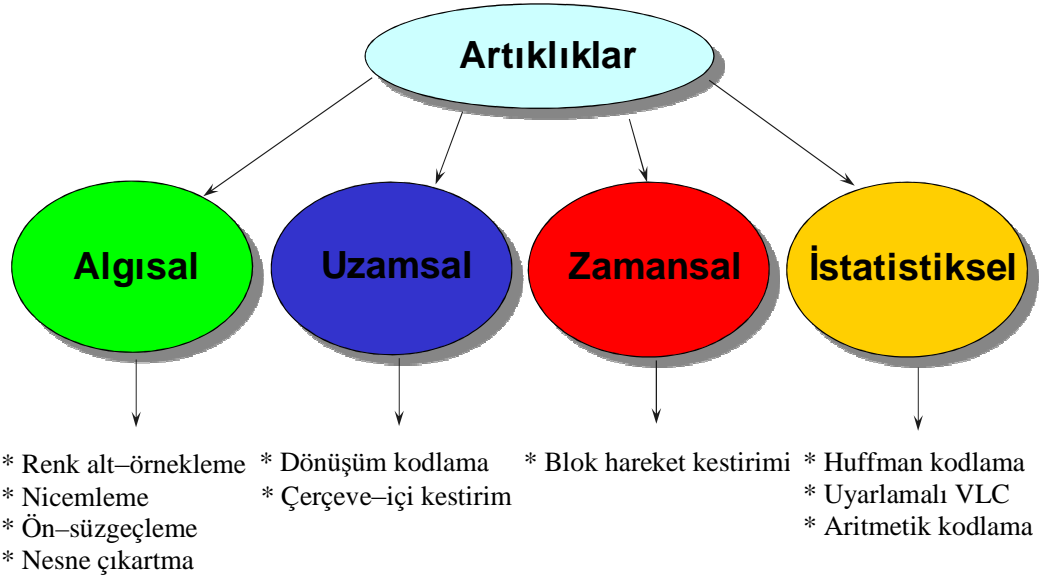 Artıklıklar
Algısal
Uzamsal
Zamansal
İstatistiksel
* Renk alt–örnekleme
* Nicemleme
* Ön–süzgeçleme
* Nesne çıkartma
* Dönüşüm kodlama
* Çerçeve–içi kestirim
* Blok hareket kestirimi
* Huffman kodlama
* Uyarlamalı VLC
* Aritmetik kodlama